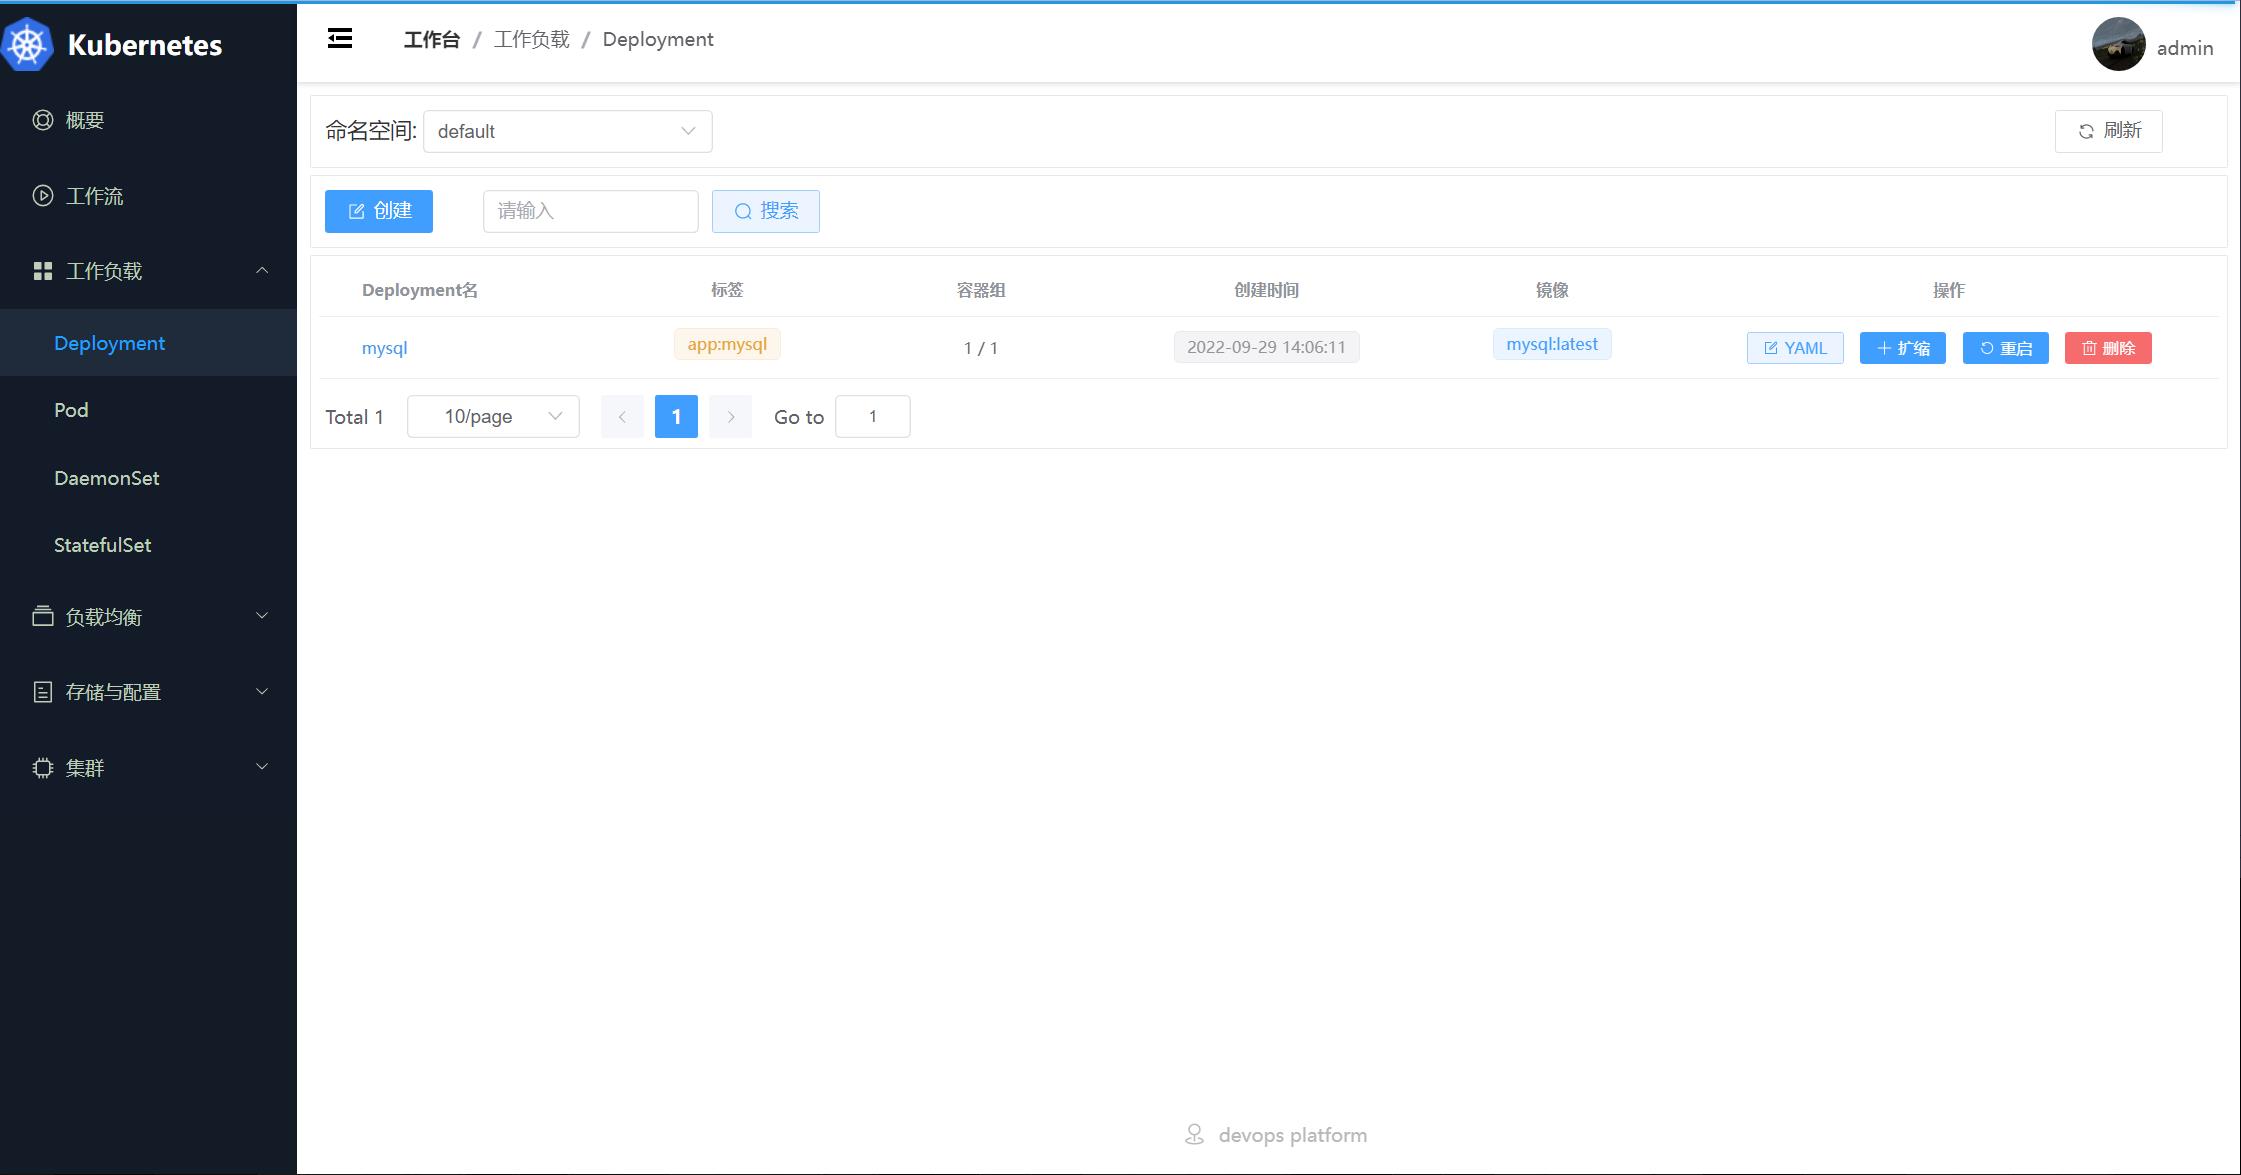 Kubernetes
概要
工作流
工作负载
Deployment
Pod
DaemonSet
StatefulSet
负载均衡
存储与配置
集群
工作台 / 工作负载 / Deployment
admin
命名空间: default
刷新
创建 请输入 搜索
Deployment名 标签 容器组 创建时间 镜像 操作
mysql app:mysql 1 / 1 2022-09-29 14:06:11 mysql:latest YAML 扩缩 重启 删除
Total 1 10/page 1 Go to 1
devops platform